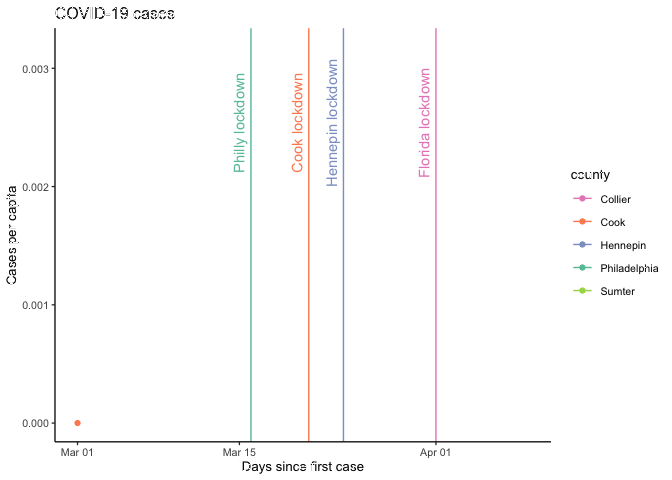 COVID-19 cases
0.003
0.002
0.001
0.000
Cases per capita
Philly lockdown
Cook lockdown
Hennepin lockdown
Florida lockdown
Mar 01
Mar 15
Apr 01
Days since first case
county
Collier
Cook
Hennepin
Philadelphia
Sumter